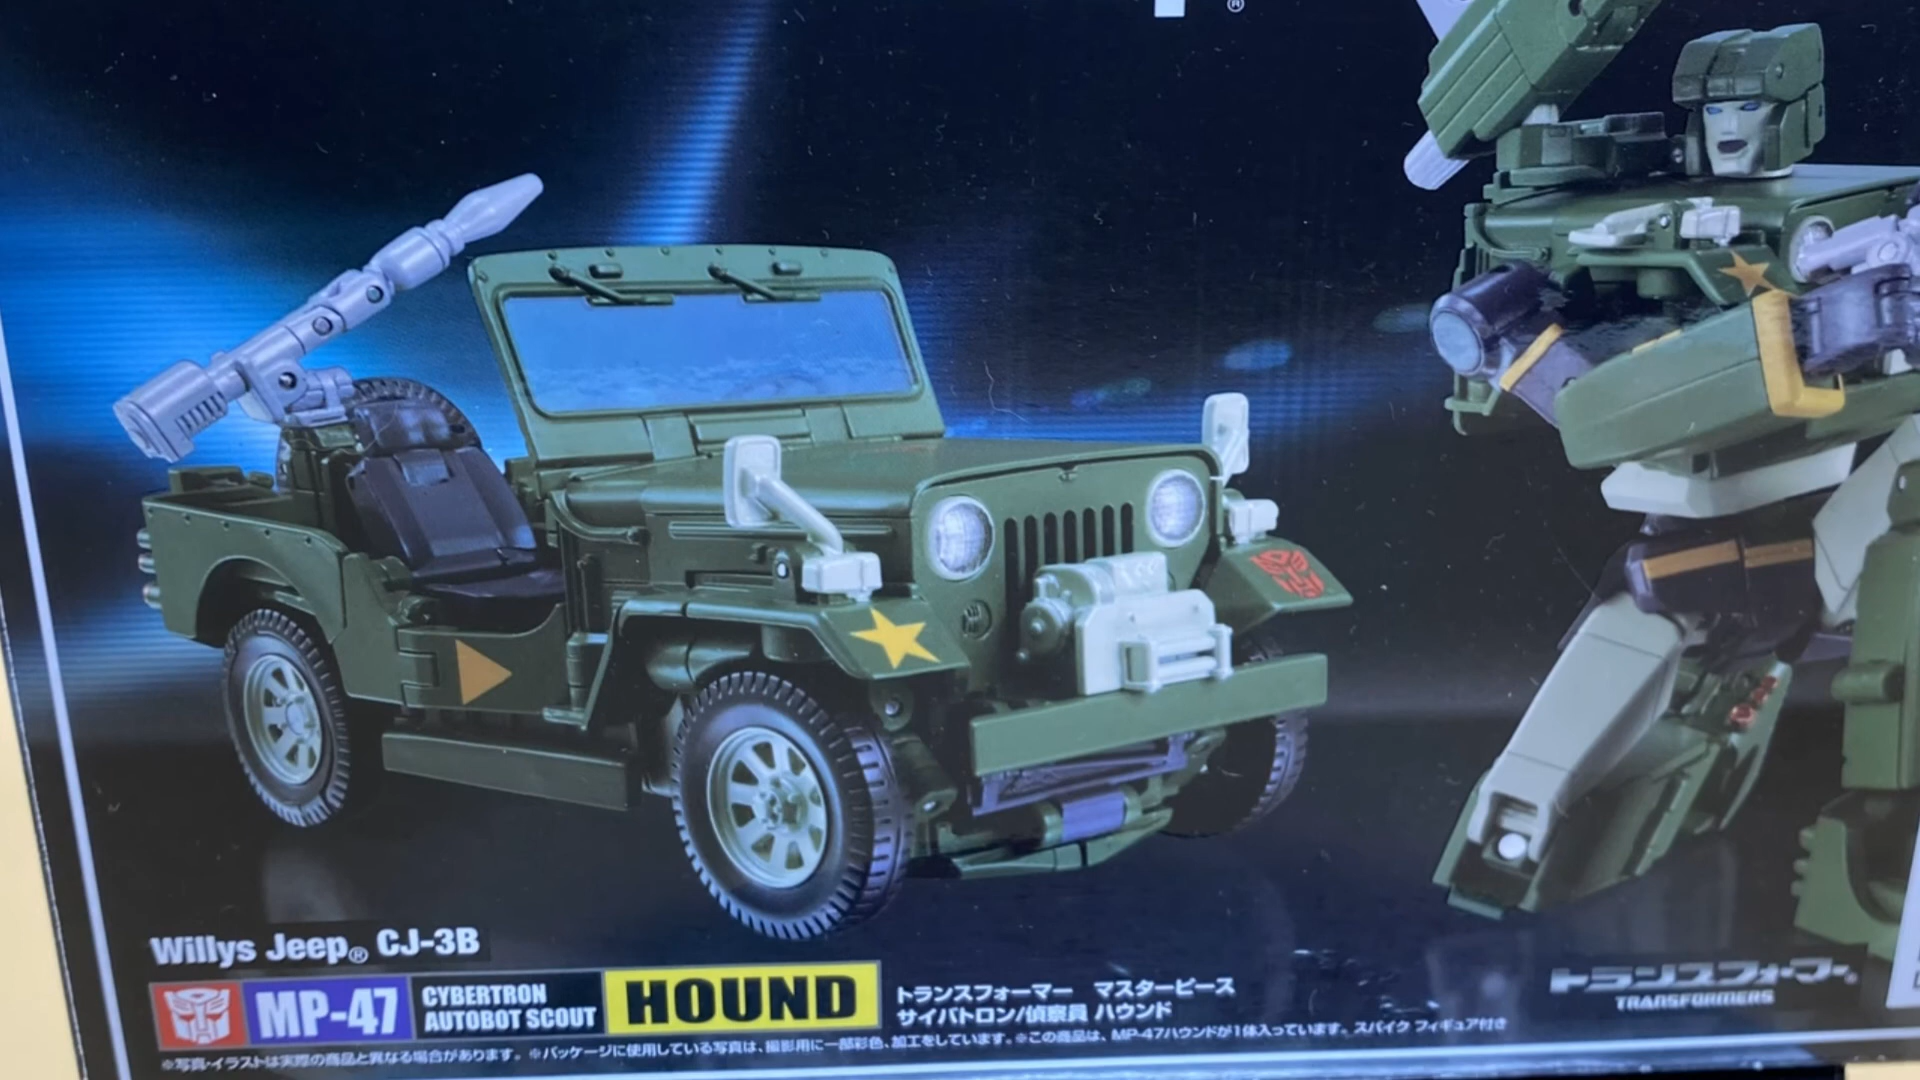 ®
Willys Jeep® CJ-3B
MP-47
CYBERTRON
AUTOBOT SCOUT
HOUND
トランスフォーマー マスターピース
サイバトロン/偵察員 ハウンド
※写真・イラストは実際の商品と異なる場合があります。※パッケージに使用している写真は、撮影用に一部彩色、加工をしています。※この商品は、MP-47ハウンドが1体入っています。スパイク フィギュア付き
トランスフォーマー®
TRANSFORMERS